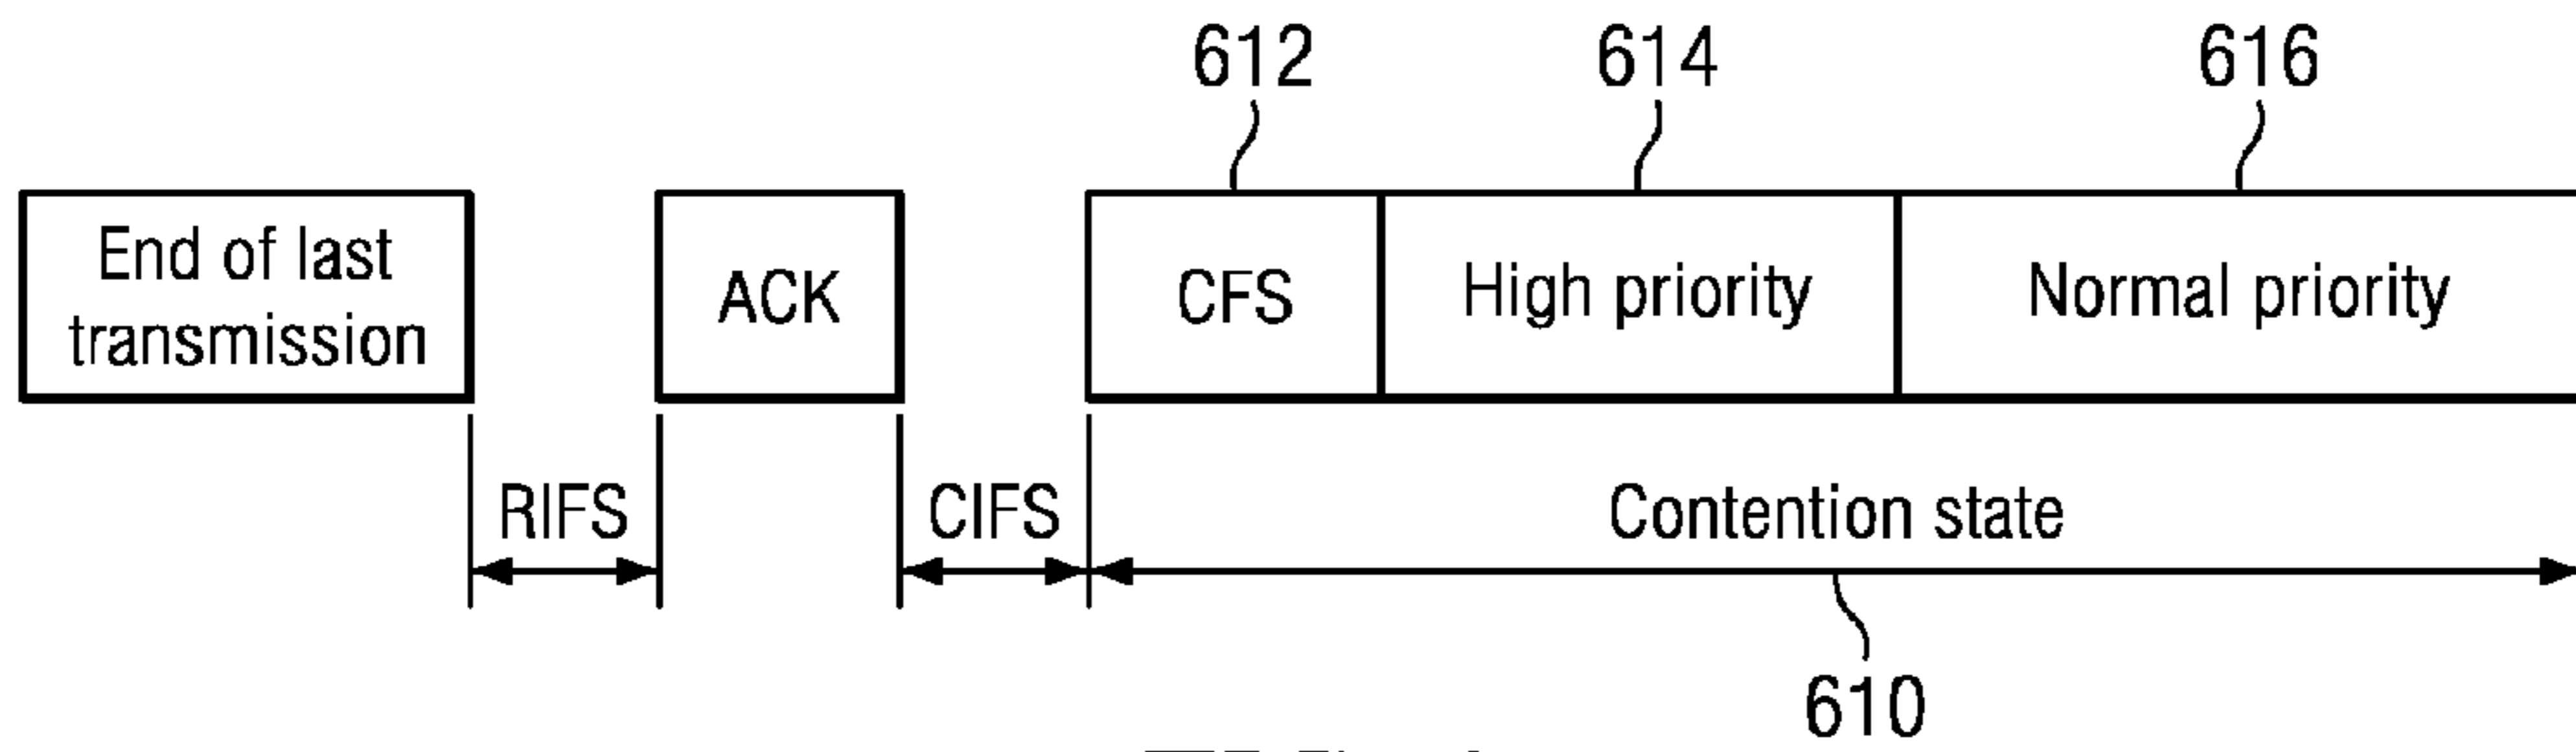 612
614
616
End of last
transmission
ACK
CFS
High priority
Normal priority
RIFS
CIFS
Contention state
610